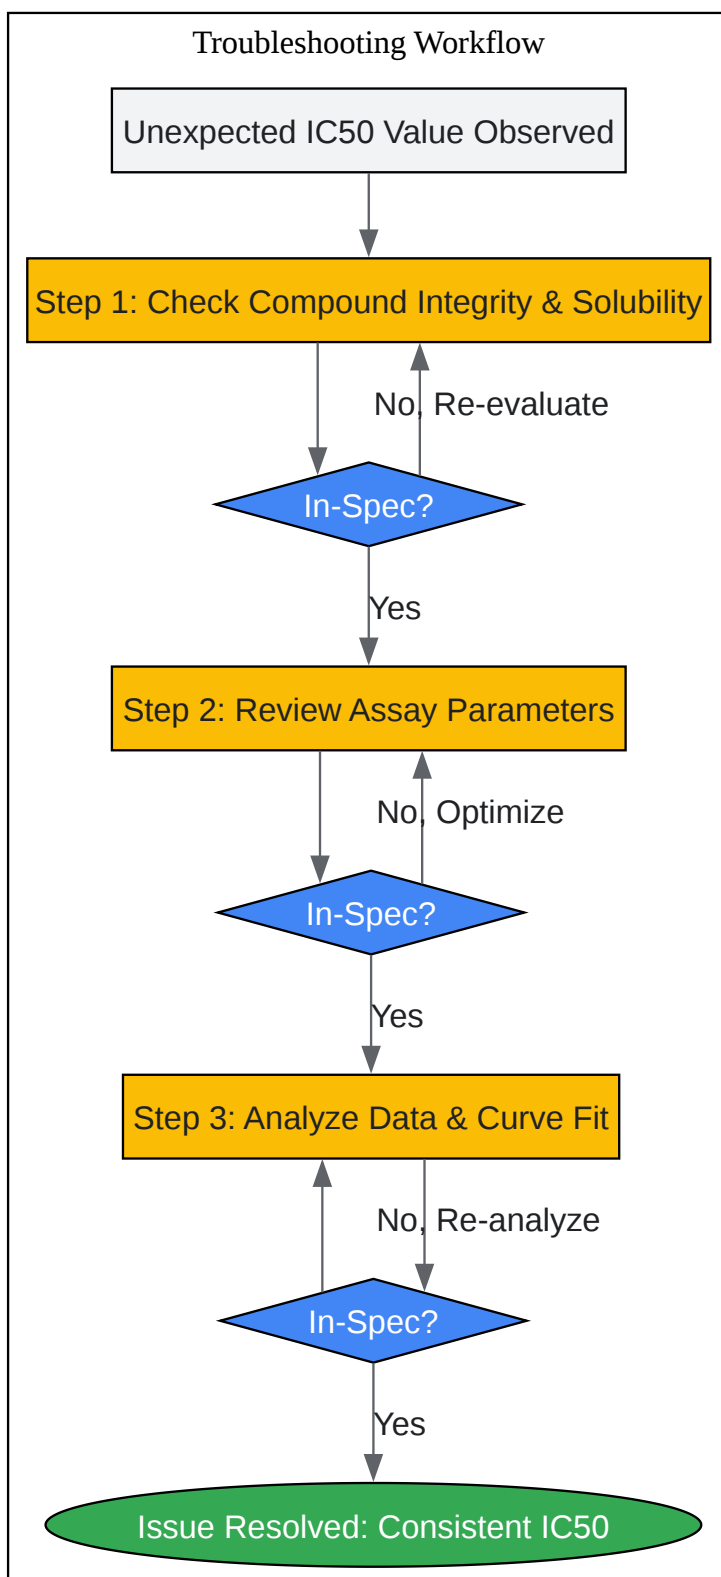 Troubleshooting Workflow
Unexpected IC50 Value Observed
Step 1: Check Compound Integrity & Solubility
No, Re-evaluate
In-Spec?
Yes
Step 2: Review Assay Parameters
No, Optimize
In-Spec?
Yes
Step 3: Analyze Data & Curve Fit
No, Re-analyze
In-Spec?
Yes
Issue Resolved: Consistent IC50